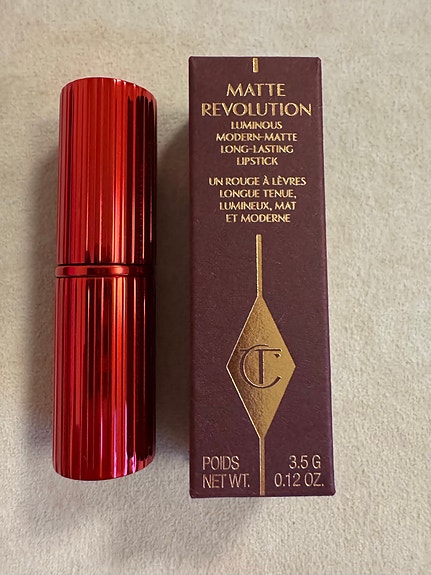 MATTE
REVOLUTION
LUMINOUS
MODERN-MATTE
LONG-LASTING
LIPSTICK
UN ROUGE À LÈVRES
LONGUE TENUE,
LUMINEUX, MAT
ET MODERNE
CT
POIDS 3.5 G
NET WT. 0.12 OZ.